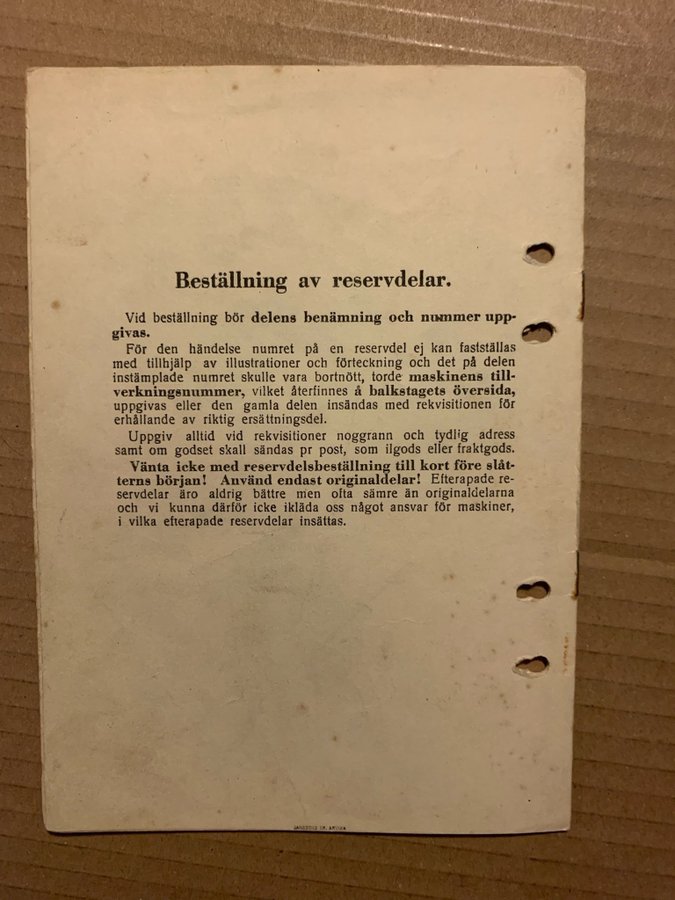 Beställning av reservdelar.
Vid beställning bör delens benämning och nummer upp-
givas.
För den händelse numret på en reservdel ej kan fastställas
med tillhjälp av illustrationer och förteckning och det på delen
instämplade numret skulle vara bortnött, torde maskinens till-
verkningsnummer, vilket återfinnes å balkstagets översida,
uppgivas eller den gamla delen insändas med rekvisitionen för
erhållande av riktig ersättningsdel.
Uppgiv alltid vid rekvisitioner noggrann och tydlig adress
samt om godset skall sändas pr post, som ilgods eller fraktgods.
Vänta icke med reservdelsbeställning till kort före slåt-
terns början! Använd endast originaldelar! Efterapade re-
servdelar äro aldrig bättre men ofta sämre än originaldelarna
och vi kunna därför icke ikläda oss något ansvar för maskiner,
i vilka efterapade reservdelar insättas.